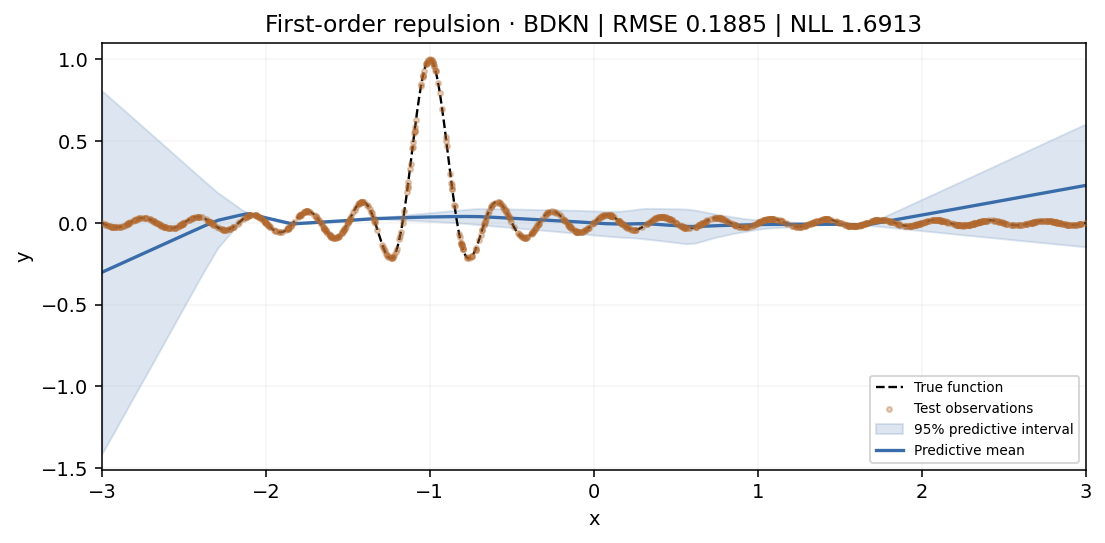 First-order repulsion · BDKN | RMSE 0.1885 | NLL 1.6913
1.0
0.5
0.0
−0.5
−1.0
−1.5
y
True function
Test observations
95% predictive interval
Predictive mean
−3
−2
−1
0
1
2
3
x